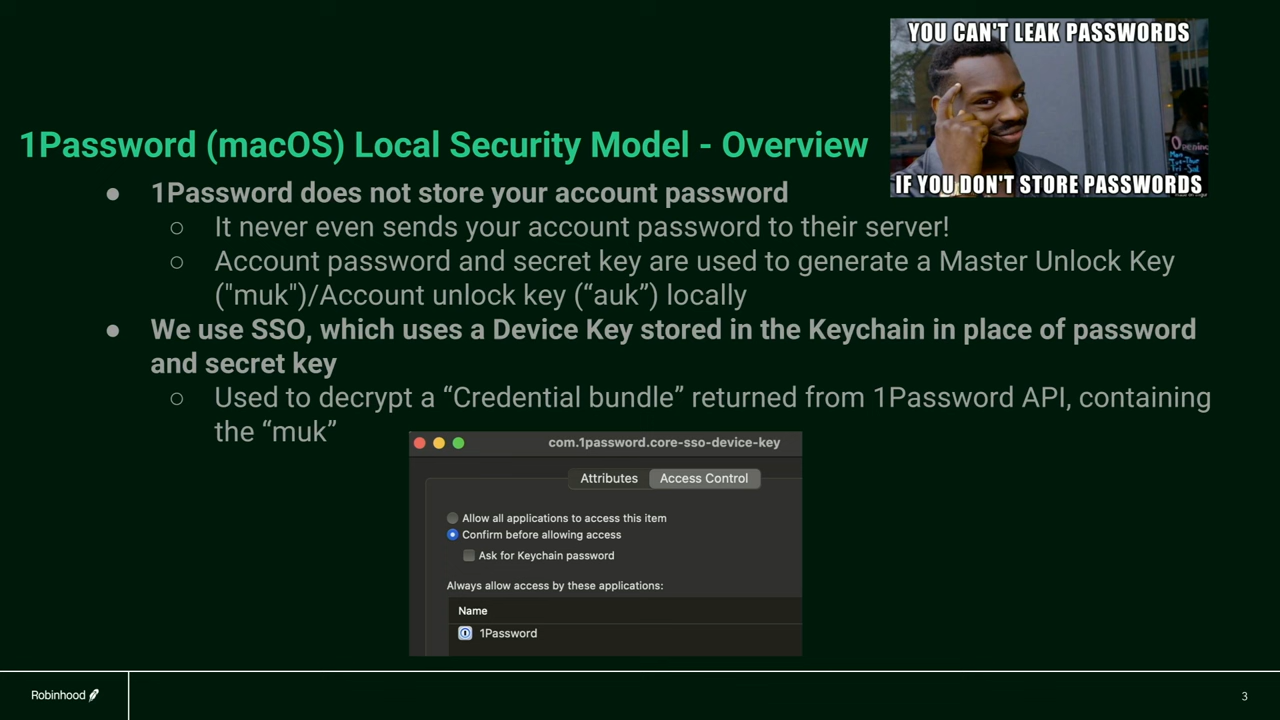 YOU CAN'T LEAK PASSWORDS
IF YOU DON'T STORE PASSWORDS
1Password (macOS) Local Security Model - Overview
● 1Password does not store your account password
○ It never even sends your account password to their server!
○ Account password and secret key are used to generate a Master Unlock Key
("muk")/Account unlock key (“auk”) locally
● We use SSO, which uses a Device Key stored in the Keychain in place of password
and secret key
○ Used to decrypt a “Credential bundle” returned from 1Password API, containing
the “muk”
com.1password.core-sso-device-key
Attributes Access Control
Allow all applications to access this item
Confirm before allowing access
Ask for Keychain password
Always allow access by these applications:
Name
1Password
Robinhood
3